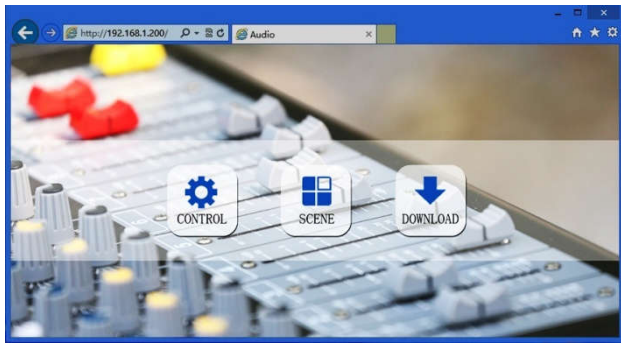 http://192.168.1.200/
Audio
CONTROL
SCENE
DOWNLOAD